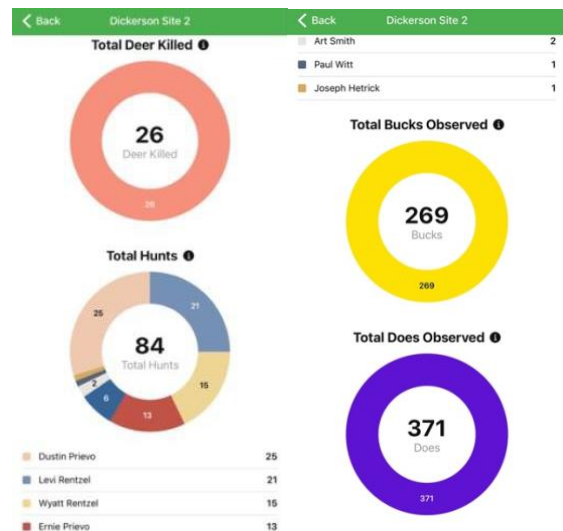 Back Dickerson Site 2
Total Deer Killed
26
Deer Killed
26
Total Hunts
25
21
84
Total Hunts
2
6
15
13
Dustin Prievo 25
Levi Rentzel 21
Wyatt Rentzel 15
Ernie Prievo 13
Back Dickerson Site 2
Art Smith 2
Paul Witt 1
Joseph Hetrick 1
Total Bucks Observed
269
Bucks
269
Total Does Observed
371
Does
371